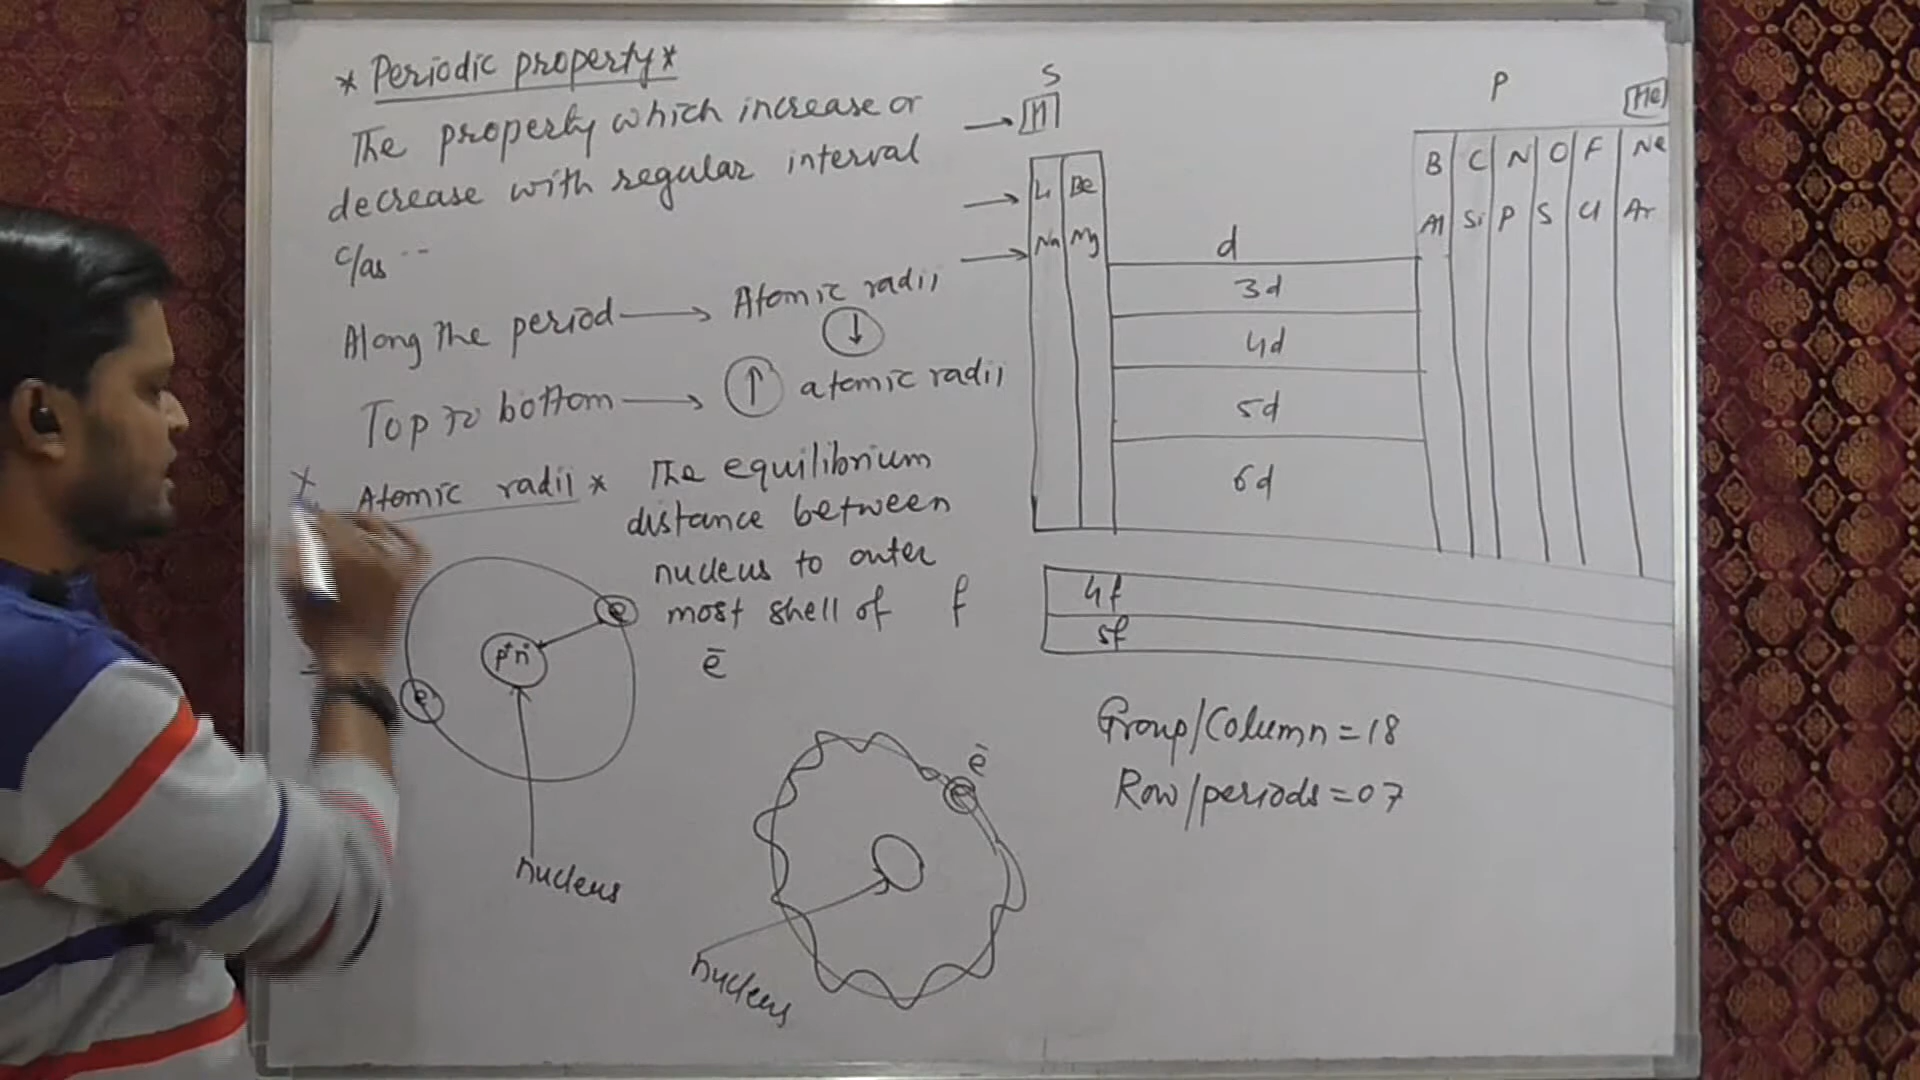 * Periodic property *
The property which increase or
decrease with regular interval
c/as --
Along the period → Atomic radii
↓
Top to bottom → ↑ atomic radii
* Atomic radii * The equilibrium
distance between
nucleus to outer
most shell of
ē
e
p+n
e
nucleus
ē
nucleus
S
H
Li Be
Na Mg
d
3d
4d
5d
6d
P
He
B C N O F Ne
Al Si P S Cl Ar
f
4f
5f
Group/Column = 18
Row/periods = 07